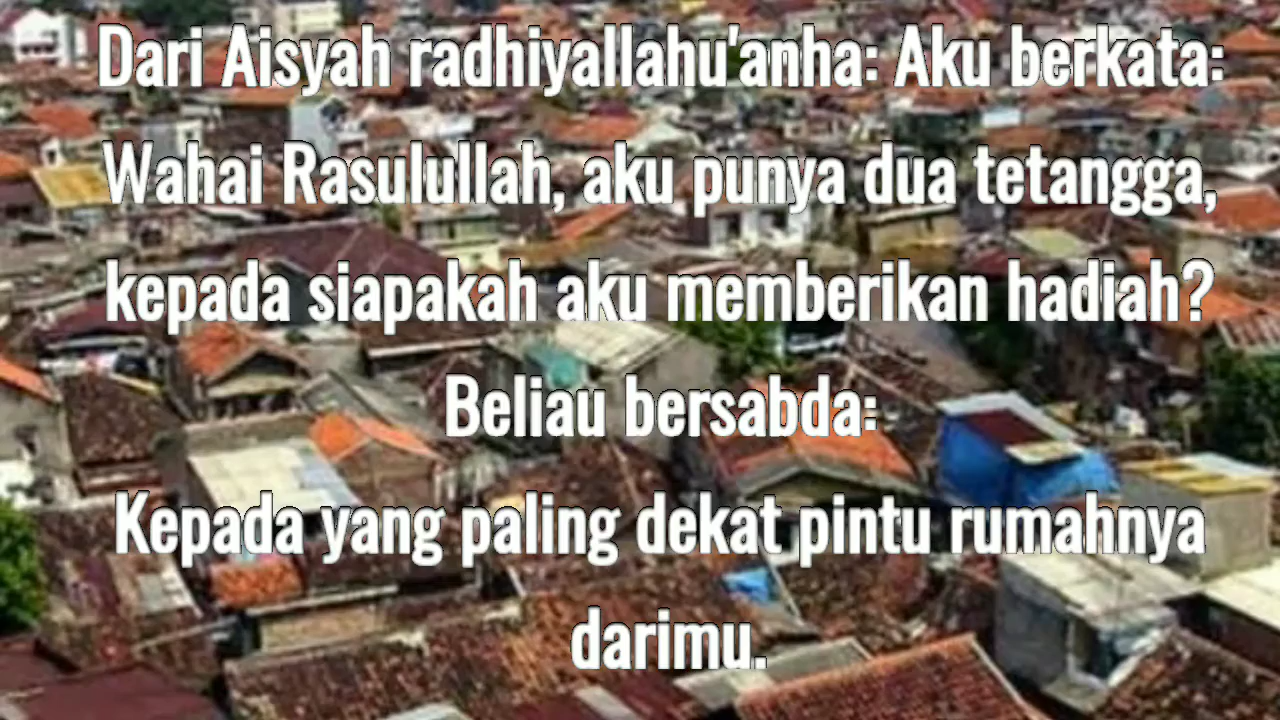 Dari Aisyah radhiyallahu'anha: Aku berkata:
Wahai Rasulullah, aku punya dua tetangga,
kepada siapakah aku memberikan hadiah?
Beliau bersabda:
Kepada yang paling dekat pintu rumahnya
darimu.